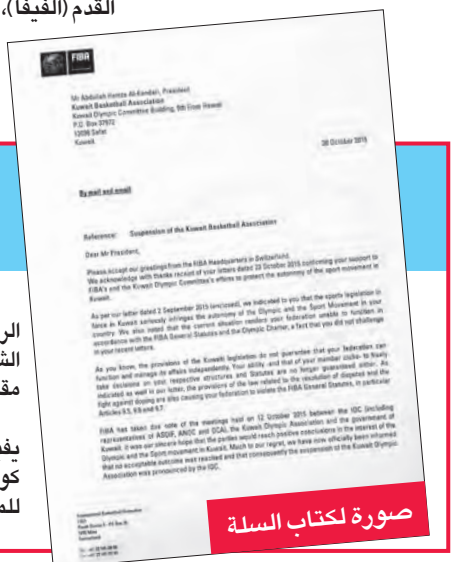 القدم (الفيفا)،
FIBA
Mr Abdullah Hamza Al-Kandari, President
Kuwait Basketball Association
Kuwait Olympic Committee Building, 5th Floor Hawali
P.O. Box
13096 Safat
Kuwait
30 October 2015
By mail and email
Reference: Suspension of the Kuwait Basketball Association
Dear Mr President,
Please accept our greetings from the FIBA Headquarters in Switzerland.
We acknowledge with thanks receipt of your letters dated 23 October 2015 confirming your support to
FIBA's and the Kuwait Olympic Committee's efforts to protect the autonomy of the sport movement in
Kuwait.
As per our letter dated 2 September 2015 (enclosed), we indicated to you that the sports legislation in
force in Kuwait seriously infringes the autonomy of the Olympic and the Sport Movement in your
country. We also noted that the current situation renders your federation unable to function in
accordance with the FIBA General Statutes and the Olympic Charter, a fact that you did not challenge
in your recent letters.
As you know, the provisions of the Kuwait legislation do not guarantee that your federation can
function and manage its affairs independently. Your ability -and that of your member clubs- to freely
take decisions on your respective structures and Statutes are no longer guaranteed either. As
indicated as well in our letter, the provisions of the law related to the resolution of disputes and the
fight against doping are also causing your federation to violate the FIBA General Statutes, in particular
Articles 9.5, 9.6 and 9.7.
FIBA has taken due note of the meetings held on 12 October 2015 between the IOC (including
representatives of ASOIF, ANOC and OCA), the Kuwait Olympic Association and the government of
Kuwait. It was our sincere hope that the parties would reach positive conclusions in the interest of the
Olympic and the Sport movement in Kuwait. Much to our regret, we have now officially been informed
that no acceptable outcome was reached and that consequently the suspension of the Kuwait Olympic
Association was pronounced by the IOC.
صورة لكتاب السلة